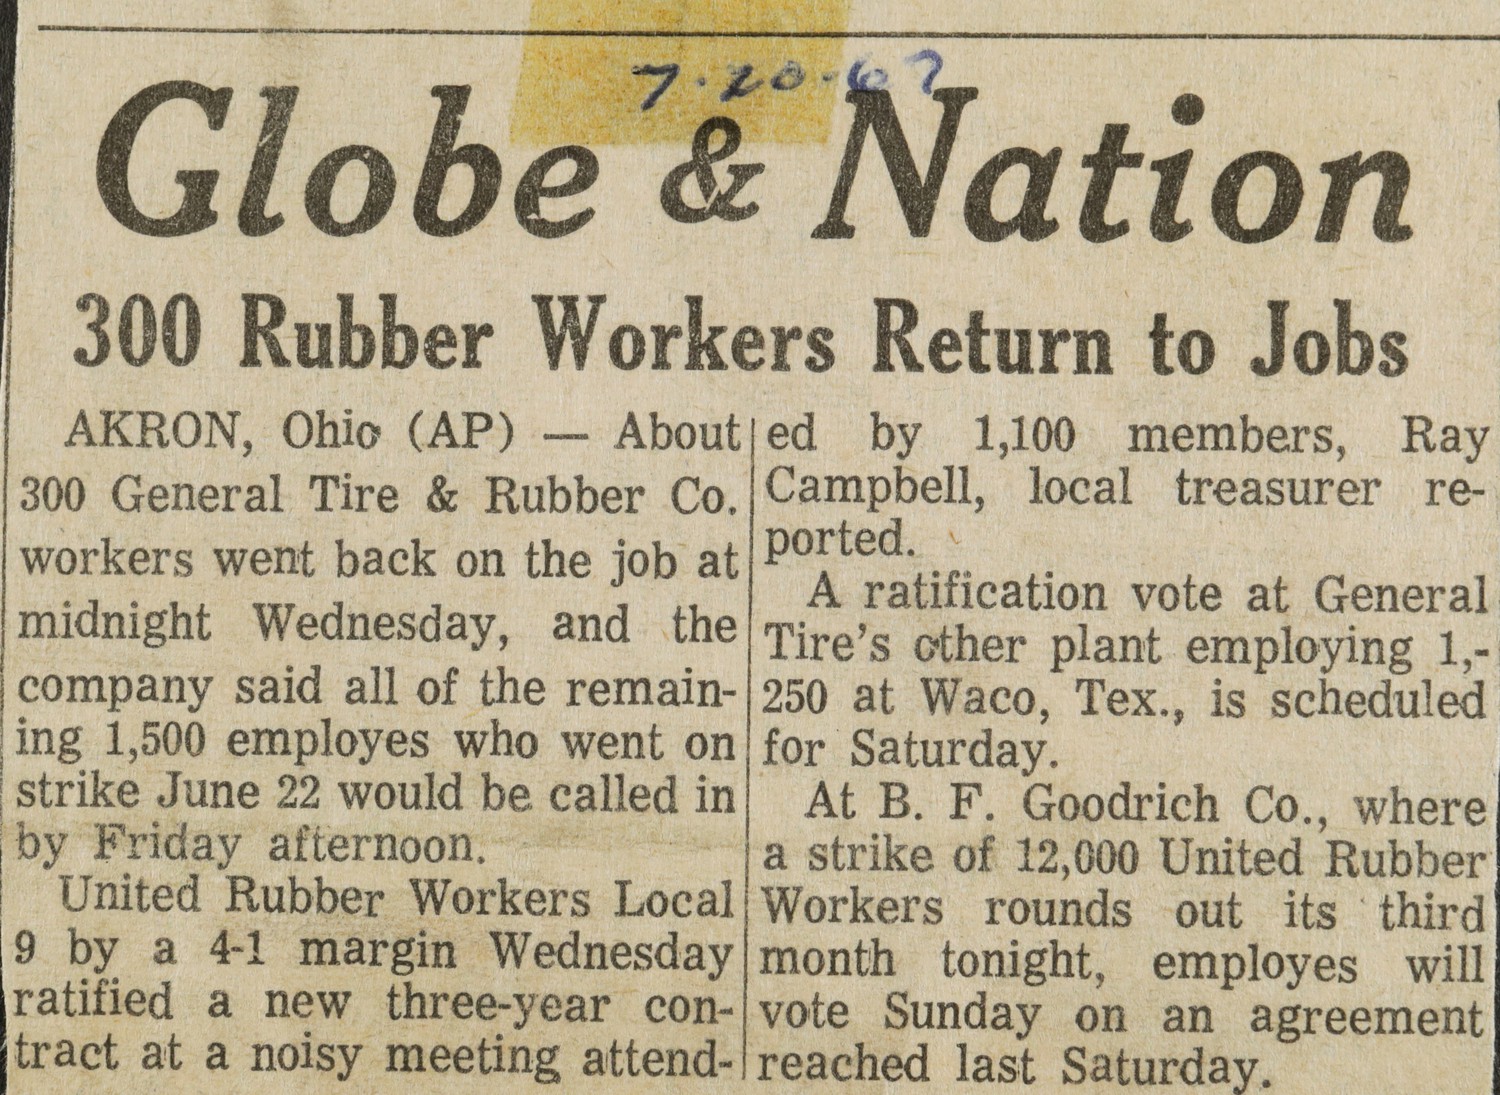 7·20·67
Globe & Nation
300 Rubber Workers Return to Jobs
AKRON, Ohio (AP) — About
300 General Tire & Rubber Co.
workers went back on the job at
midnight Wednesday, and the
company said all of the remain-
ing 1,500 employes who went on
strike June 22 would be called in
by Friday afternoon.
United Rubber Workers Local
9 by a 4-1 margin Wednesday
ratified a new three-year con-
tract at a noisy meeting attend-
ed by 1,100 members, Ray
Campbell, local treasurer re-
ported.
A ratification vote at General
Tire's other plant employing 1,-
250 at Waco, Tex., is scheduled
for Saturday.
At B. F. Goodrich Co., where
a strike of 12,000 United Rubber
Workers rounds out its third
month tonight, employes will
vote Sunday on an agreement
reached last Saturday.